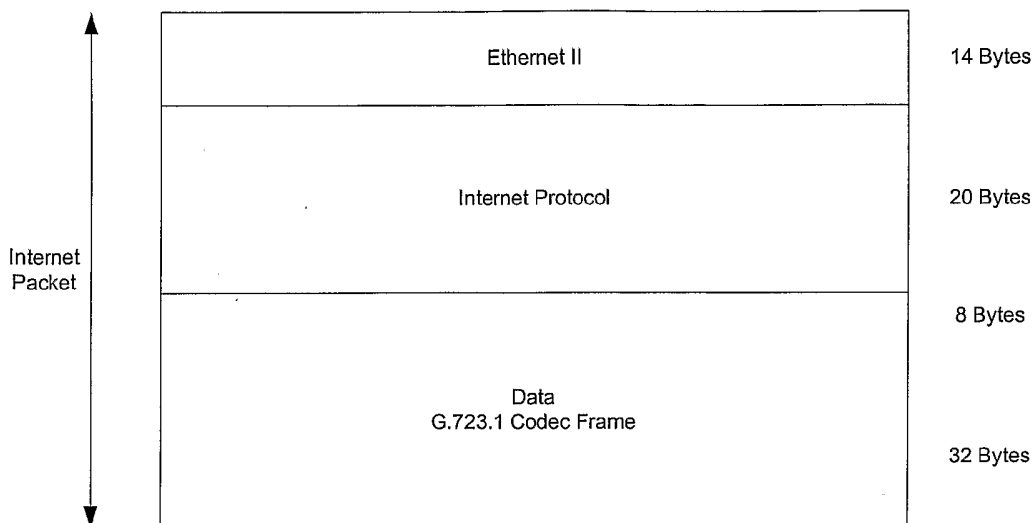 Ethernet II
14 Bytes
Internet Protocol
20 Bytes
Internet
Packet
8 Bytes
Data
G.723.1 Codec Frame
32 Bytes